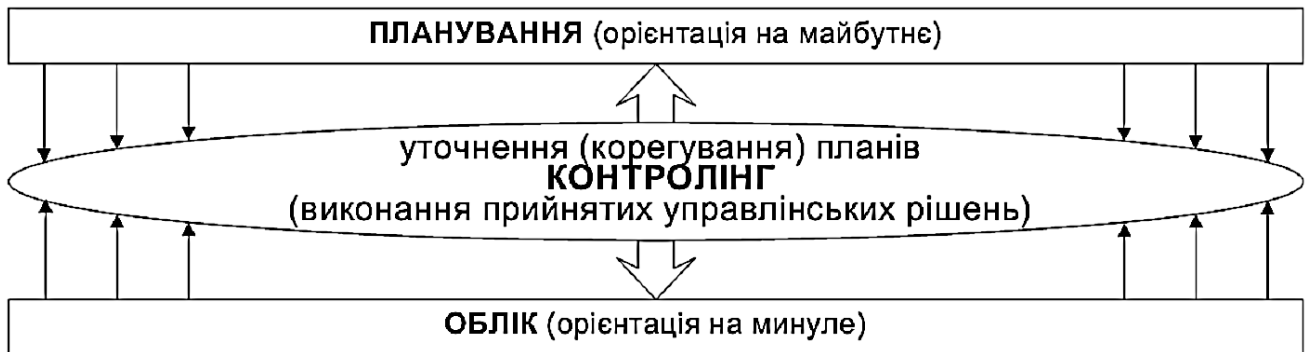 ПЛАНУВАННЯ (орієнтація на майбутнє)
уточнення (корегування) планів
КОНТРОЛІНГ
(виконання прийнятих управлінських рішень)
ОБЛІК (орієнтація на минуле)